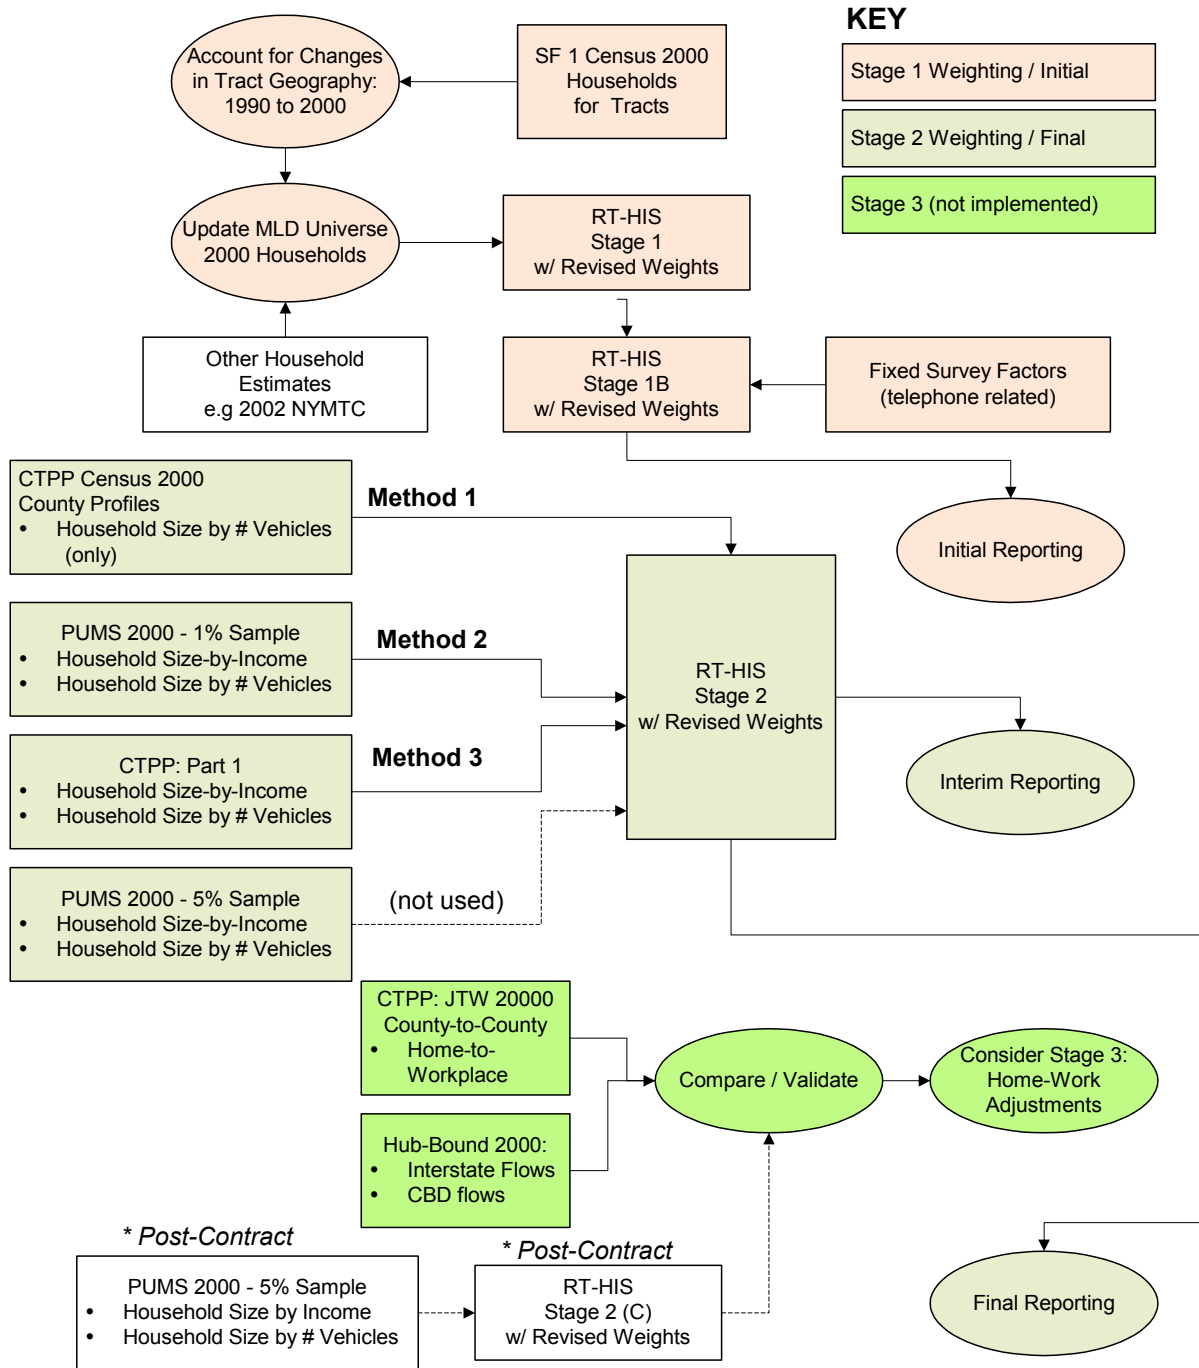 KEY
Stage 1 Weighting / Initial
Stage 2 Weighting / Final
Stage 3 (not implemented)
Account for Changes
in Tract Geography:
1990 to 2000
SF 1 Census 2000
Households
for Tracts
Update MLD Universe
2000 Households
RT-HIS
Stage 1
w/ Revised Weights
Other Household
Estimates
e.g 2002 NYMTC
RT-HIS
Stage 1B
w/ Revised Weights
Fixed Survey Factors
(telephone related)
Initial Reporting
CTPP Census 2000
County Profiles
• Household Size by # Vehicles
(only)
Method 1
PUMS 2000 - 1% Sample
• Household Size-by-Income
• Household Size by # Vehicles
Method 2
CTPP: Part 1
• Household Size-by-Income
• Household Size by # Vehicles
Method 3
PUMS 2000 - 5% Sample
• Household Size-by-Income
• Household Size by # Vehicles
(not used)
RT-HIS
Stage 2
w/ Revised Weights
Interim Reporting
CTPP: JTW 20000
County-to-County
• Home-to-
Workplace
Hub-Bound 2000:
• Interstate Flows
• CBD flows
Compare / Validate
Consider Stage 3:
Home-Work
Adjustments
* Post-Contract
PUMS 2000 - 5% Sample
• Household Size by Income
• Household Size by # Vehicles
* Post-Contract
RT-HIS
Stage 2 (C)
w/ Revised Weights
Final Reporting